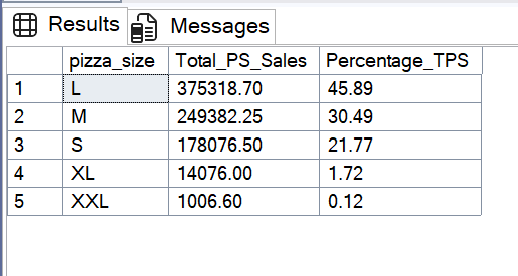 Results Messages
pizza_size Total_PS_Sales Percentage_TPS
1 L 375318.70 45.89
2 M 249382.25 30.49
3 S 178076.50 21.77
4 XL 14076.00 1.72
5 XXL 1006.60 0.12